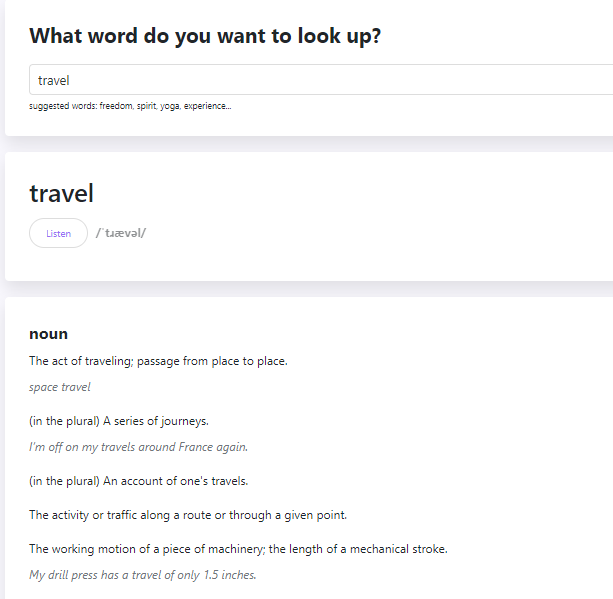 What word do you want to look up?
travel
suggested words: freedom, spirit, yoga, experience...
travel
Listen /ˈtɹævəl/
noun
The act of traveling; passage from place to place.
space travel
(in the plural) A series of journeys.
I'm off on my travels around France again.
(in the plural) An account of one's travels.
The activity or traffic along a route or through a given point.
The working motion of a piece of machinery; the length of a mechanical stroke.
My drill press has a travel of only 1.5 inches.